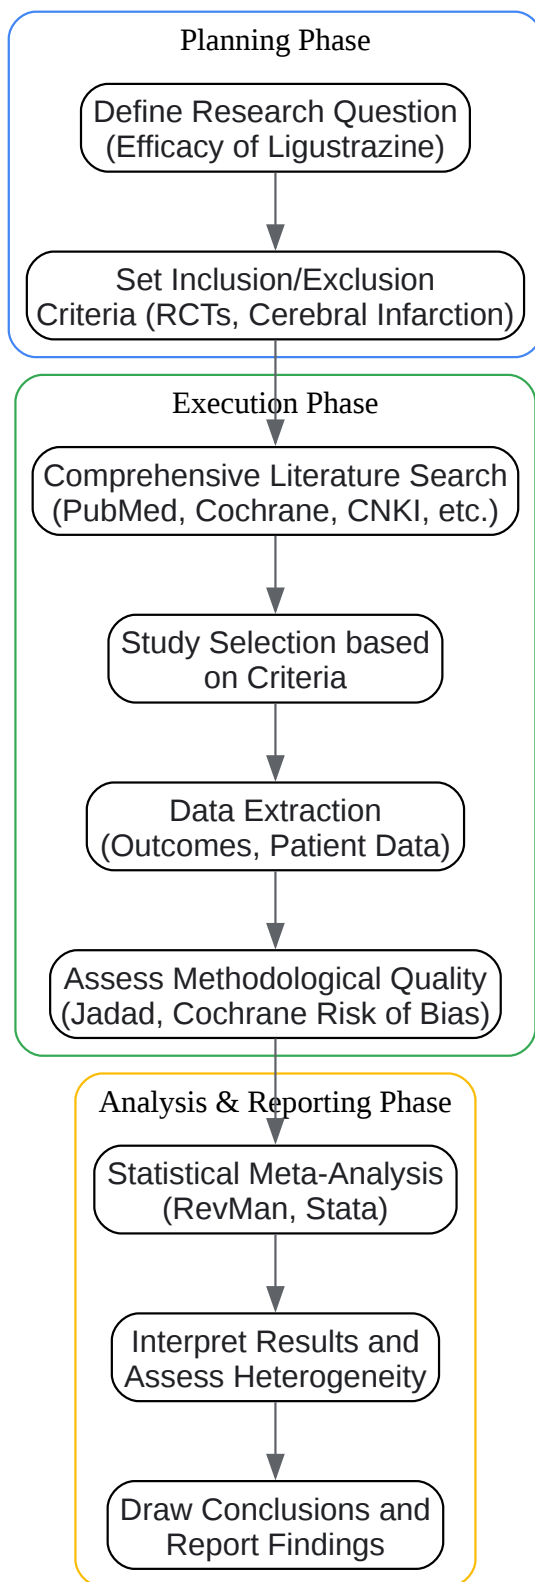 Planning Phase
Define Research Question
(Efficacy of Ligustrazine)
Set Inclusion/Exclusion
Criteria (RCTs, Cerebral Infarction)
Execution Phase
Comprehensive Literature Search
(PubMed, Cochrane, CNKI, etc.)
Study Selection based
on Criteria
Data Extraction
(Outcomes, Patient Data)
Assess Methodological Quality
(Jadad, Cochrane Risk of Bias)
Analysis & Reporting Phase
Statistical Meta-Analysis
(RevMan, Stata)
Interpret Results and
Assess Heterogeneity
Draw Conclusions and
Report Findings